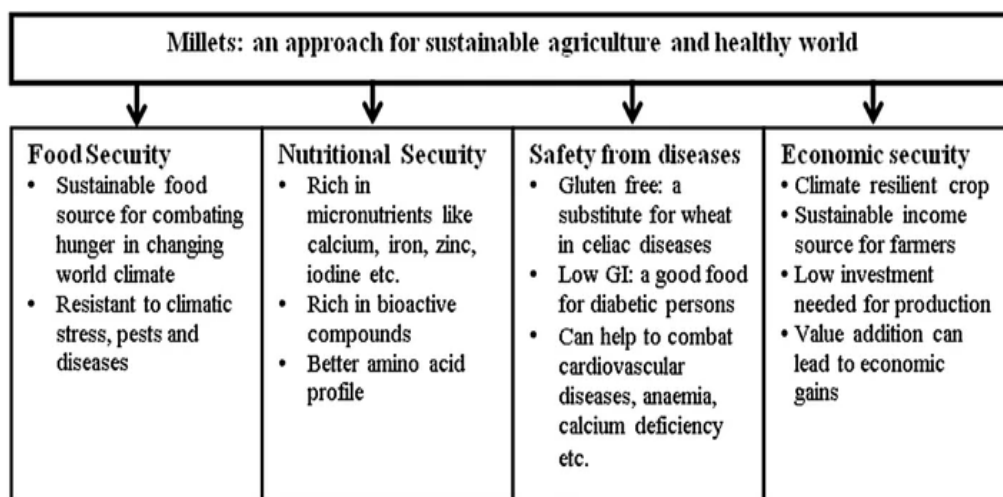 Millets: an approach for sustainable agriculture and healthy world
Food Security
• Sustainable food
source for combating
hunger in changing
world climate
• Resistant to climatic
stress, pests and
diseases
Nutritional Security
• Rich in
micronutrients like
calcium, iron, zinc,
iodine etc.
• Rich in bioactive
compounds
• Better amino acid
profile
Safety from diseases
• Gluten free: a
substitute for wheat
in celiac diseases
• Low GI: a good food
for diabetic persons
• Can help to combat
cardiovascular
diseases, anaemia,
calcium deficiency
etc.
Economic security
• Climate resilient crop
• Sustainable income
source for farmers
• Low investment
needed for production
• Value addition can
lead to economic
gains